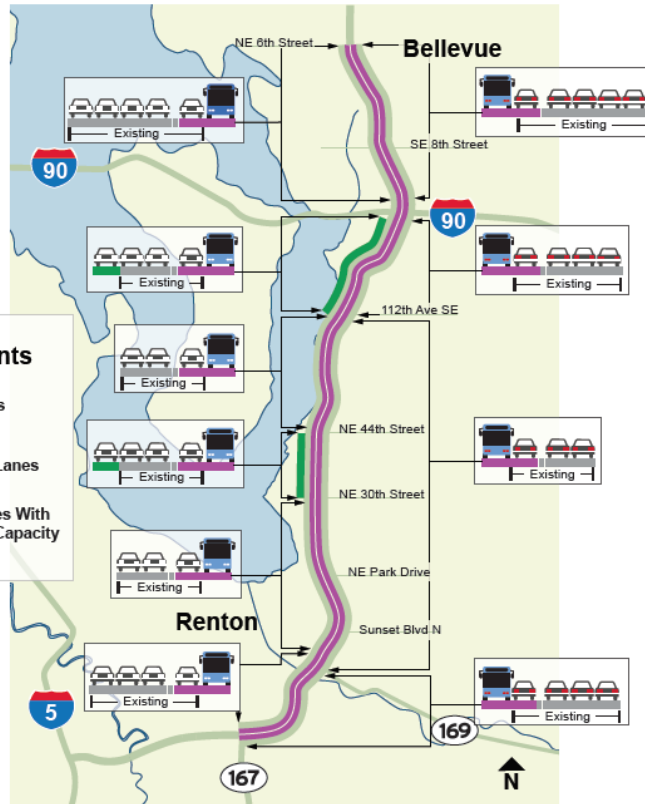 NE 6th Street
Bellevue
Existing
Existing
SE 8th Street
90
90
Existing
Existing
112th Ave SE
nts
s
Existing
NE 44th Street
Lanes
Existing
Existing
NE 30th Street
es With
Capacity
Existing
NE Park Drive
Renton
Sunset Blvd N
Existing
Existing
5
169
167
N